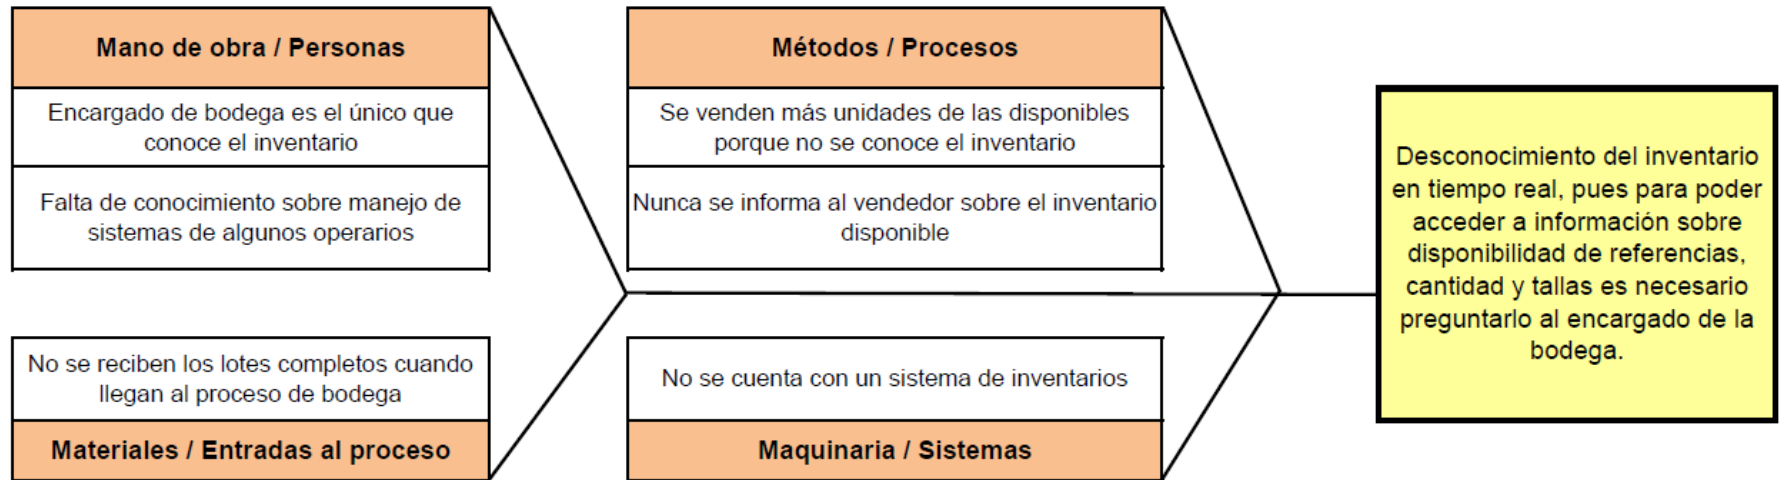 Mano de obra / Personas
Encargado de bodega es el único que
conoce el inventario
Falta de conocimiento sobre manejo de
sistemas de algunos operarios
Métodos / Procesos
Se venden más unidades de las disponibles
porque no se conoce el inventario
Nunca se informa al vendedor sobre el inventario
disponible
No se reciben los lotes completos cuando
llegan al proceso de bodega
Materiales / Entradas al proceso
No se cuenta con un sistema de inventarios
Maquinaria / Sistemas
Desconocimiento del inventario
en tiempo real, pues para poder
acceder a información sobre
disponibilidad de referencias,
cantidad y tallas es necesario
preguntarlo al encargado de la
bodega.